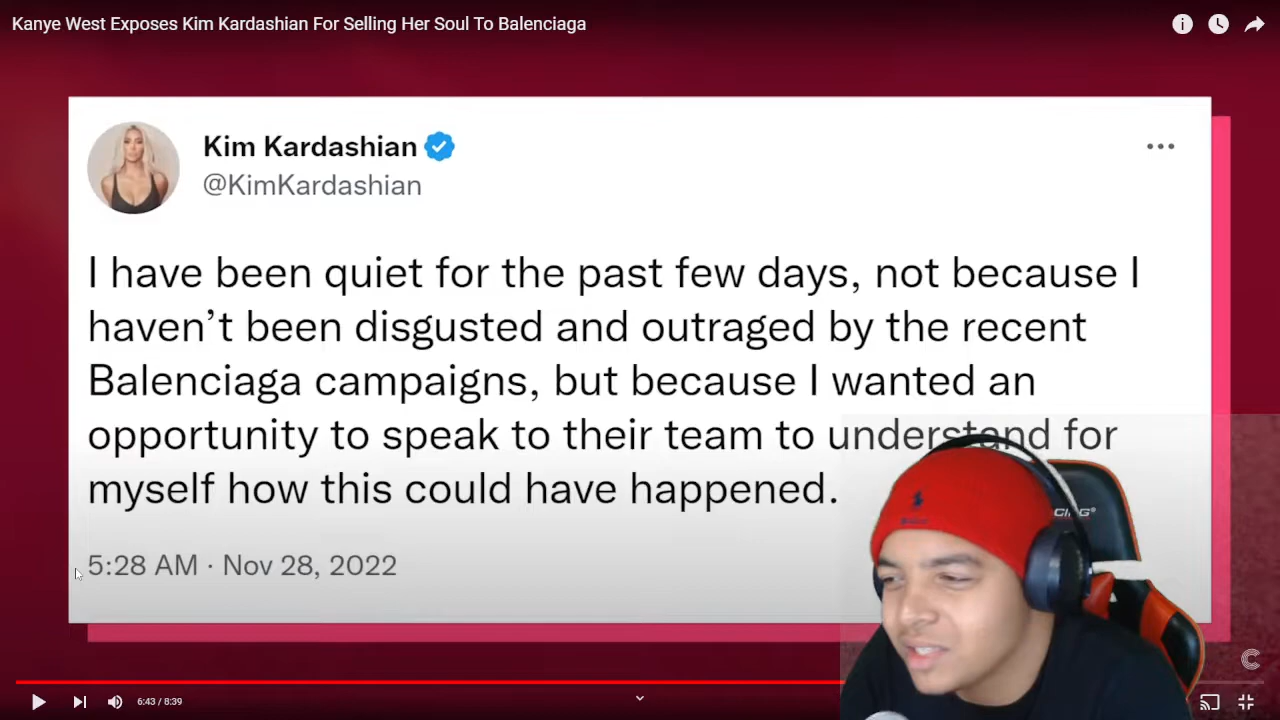 Kanye West Exposes Kim Kardashian For Selling Her Soul To Balenciaga
Kim Kardashian
@KimKardashian
I have been quiet for the past few days, not because I
haven’t been disgusted and outraged by the recent
Balenciaga campaigns, but because I wanted an
opportunity to speak to their team to understand for
myself how this could have happened.
5:28 AM · Nov 28, 2022
6:43 / 8:39